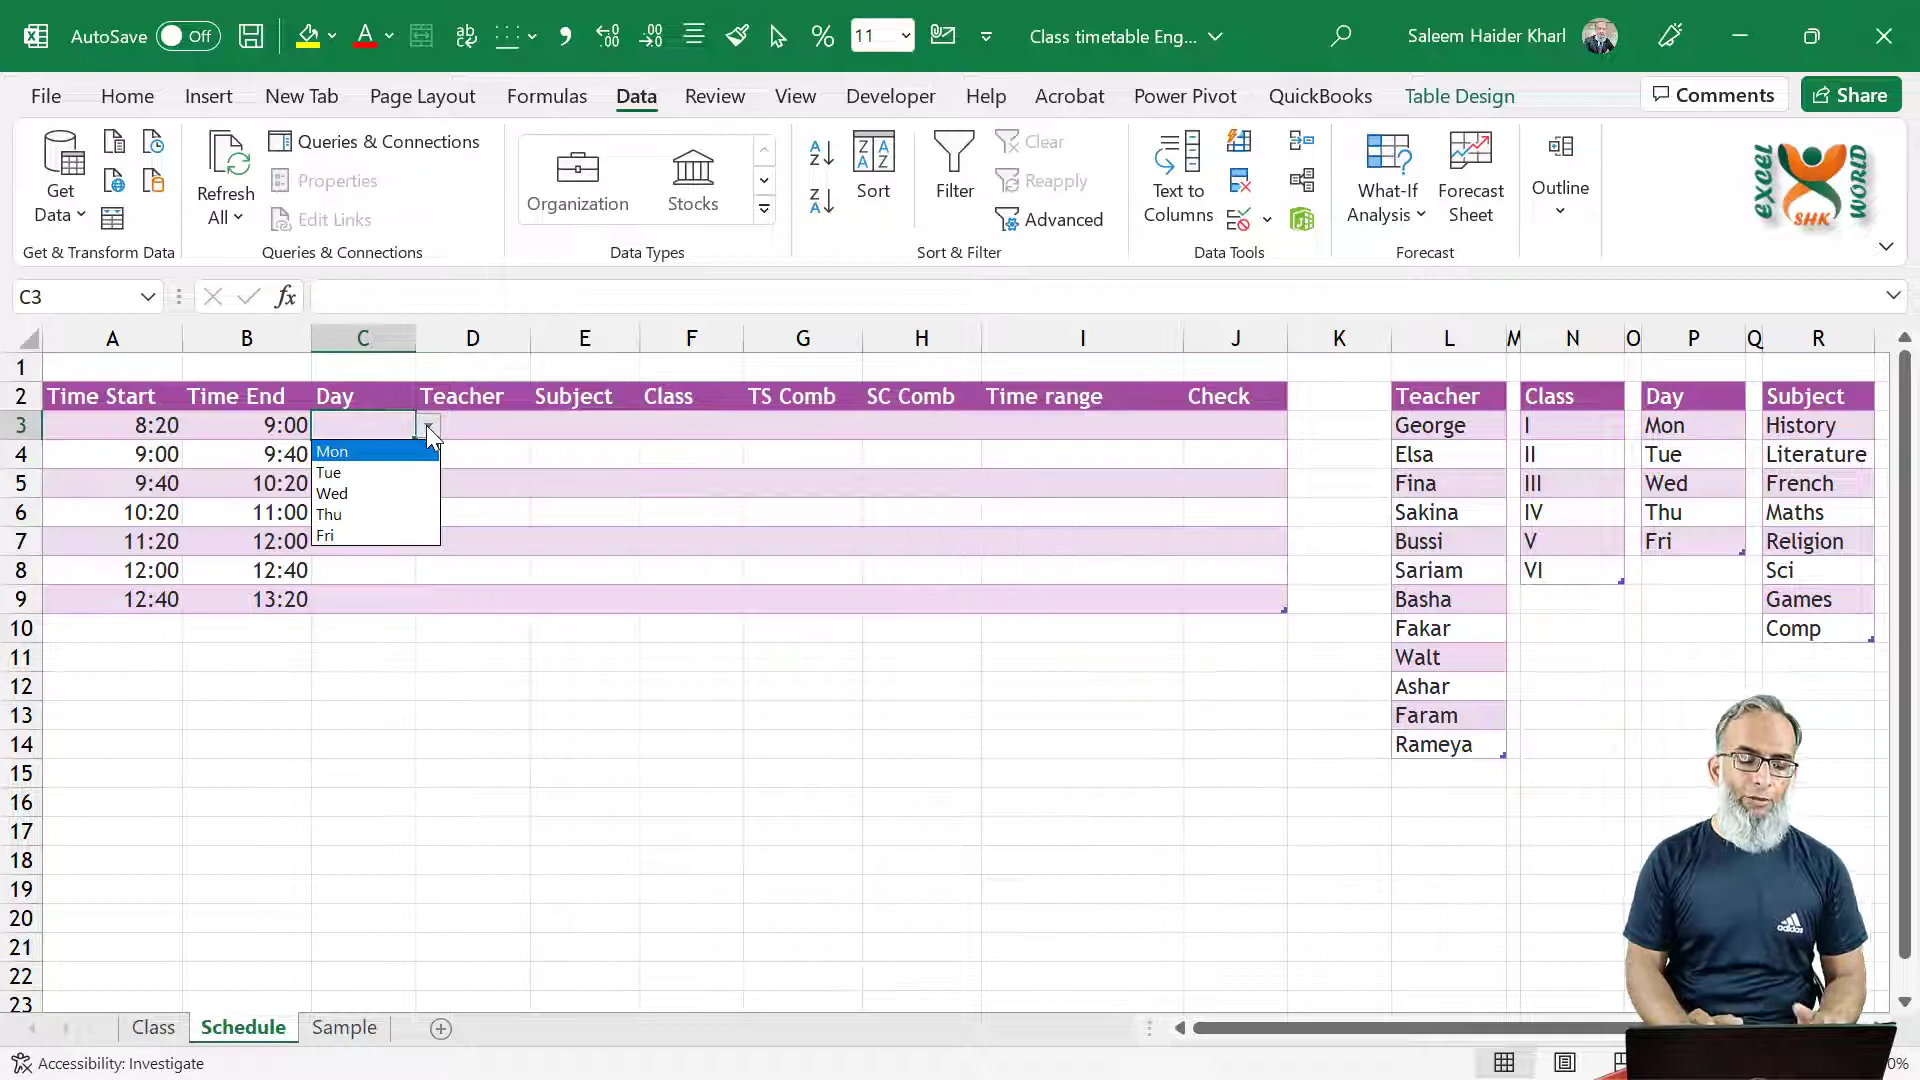 AutoSave Off 11 Class timetable Eng... Saleem Haider Kharl
File Home Insert New Tab Page Layout Formulas Data Review View Developer Help Acrobat Power Pivot QuickBooks Table Design Comments Share
Get
Data
Refresh
All
Queries & Connections
Properties
Edit Links
Organization Stocks
Sort
Filter
Clear
Reapply
Advanced
Text to
Columns
What-If
Analysis
Forecast
Sheet
Outline
EXCEL
SHK
WORLD
Get & Transform Data Queries & Connections Data Types Sort & Filter Data Tools Forecast
C3 fx
A B C D E F G H I J K L M N O P Q R
1
2 Time Start Time End Day Teacher Subject Class TS Comb SC Comb Time range Check Teacher Class Day Subject
3 8:20 9:00 George I Mon History
4 9:00 9:40 Mon Elsa II Tue Literature
Tue
5 9:40 10:20 Wed Fina III Wed French
6 10:20 11:00 Thu Sakina IV Thu Maths
7 11:20 12:00 Fri Bussi V Fri Religion
8 12:00 12:40 Sariam VI Sci
9 12:40 13:20 Basha Games
10 Fakar Comp
11 Walt
12 Ashar
13 Faram
14 Rameya
15
16
17
18
19
20
21
22
23
adidas
Class Schedule Sample
Accessibility: Investigate 0%